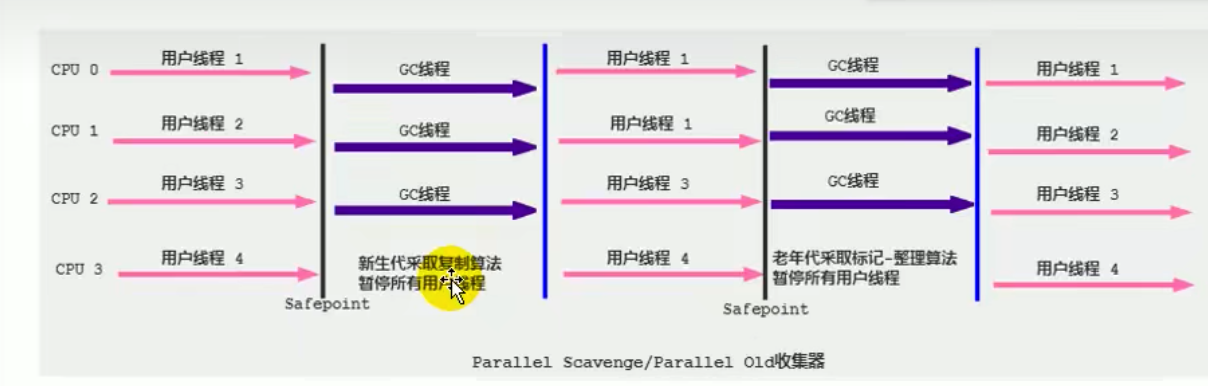 CPU 0
用户线程 1
GC线程
用户线程 1
GC线程
用户线程 1
CPU 1
用户线程 2
GC线程
用户线程 1
GC线程
用户线程 2
CPU 2
用户线程 3
GC线程
用户线程 3
GC线程
用户线程 3
CPU 3
用户线程 4
新生代采取复制算法
暂停所有用户线程
用户线程 4
老年代采取标记-整理算法
暂停所有用户线程
用户线程 4
Safepoint
Safepoint
Parallel Scavenge/Parallel Old收集器